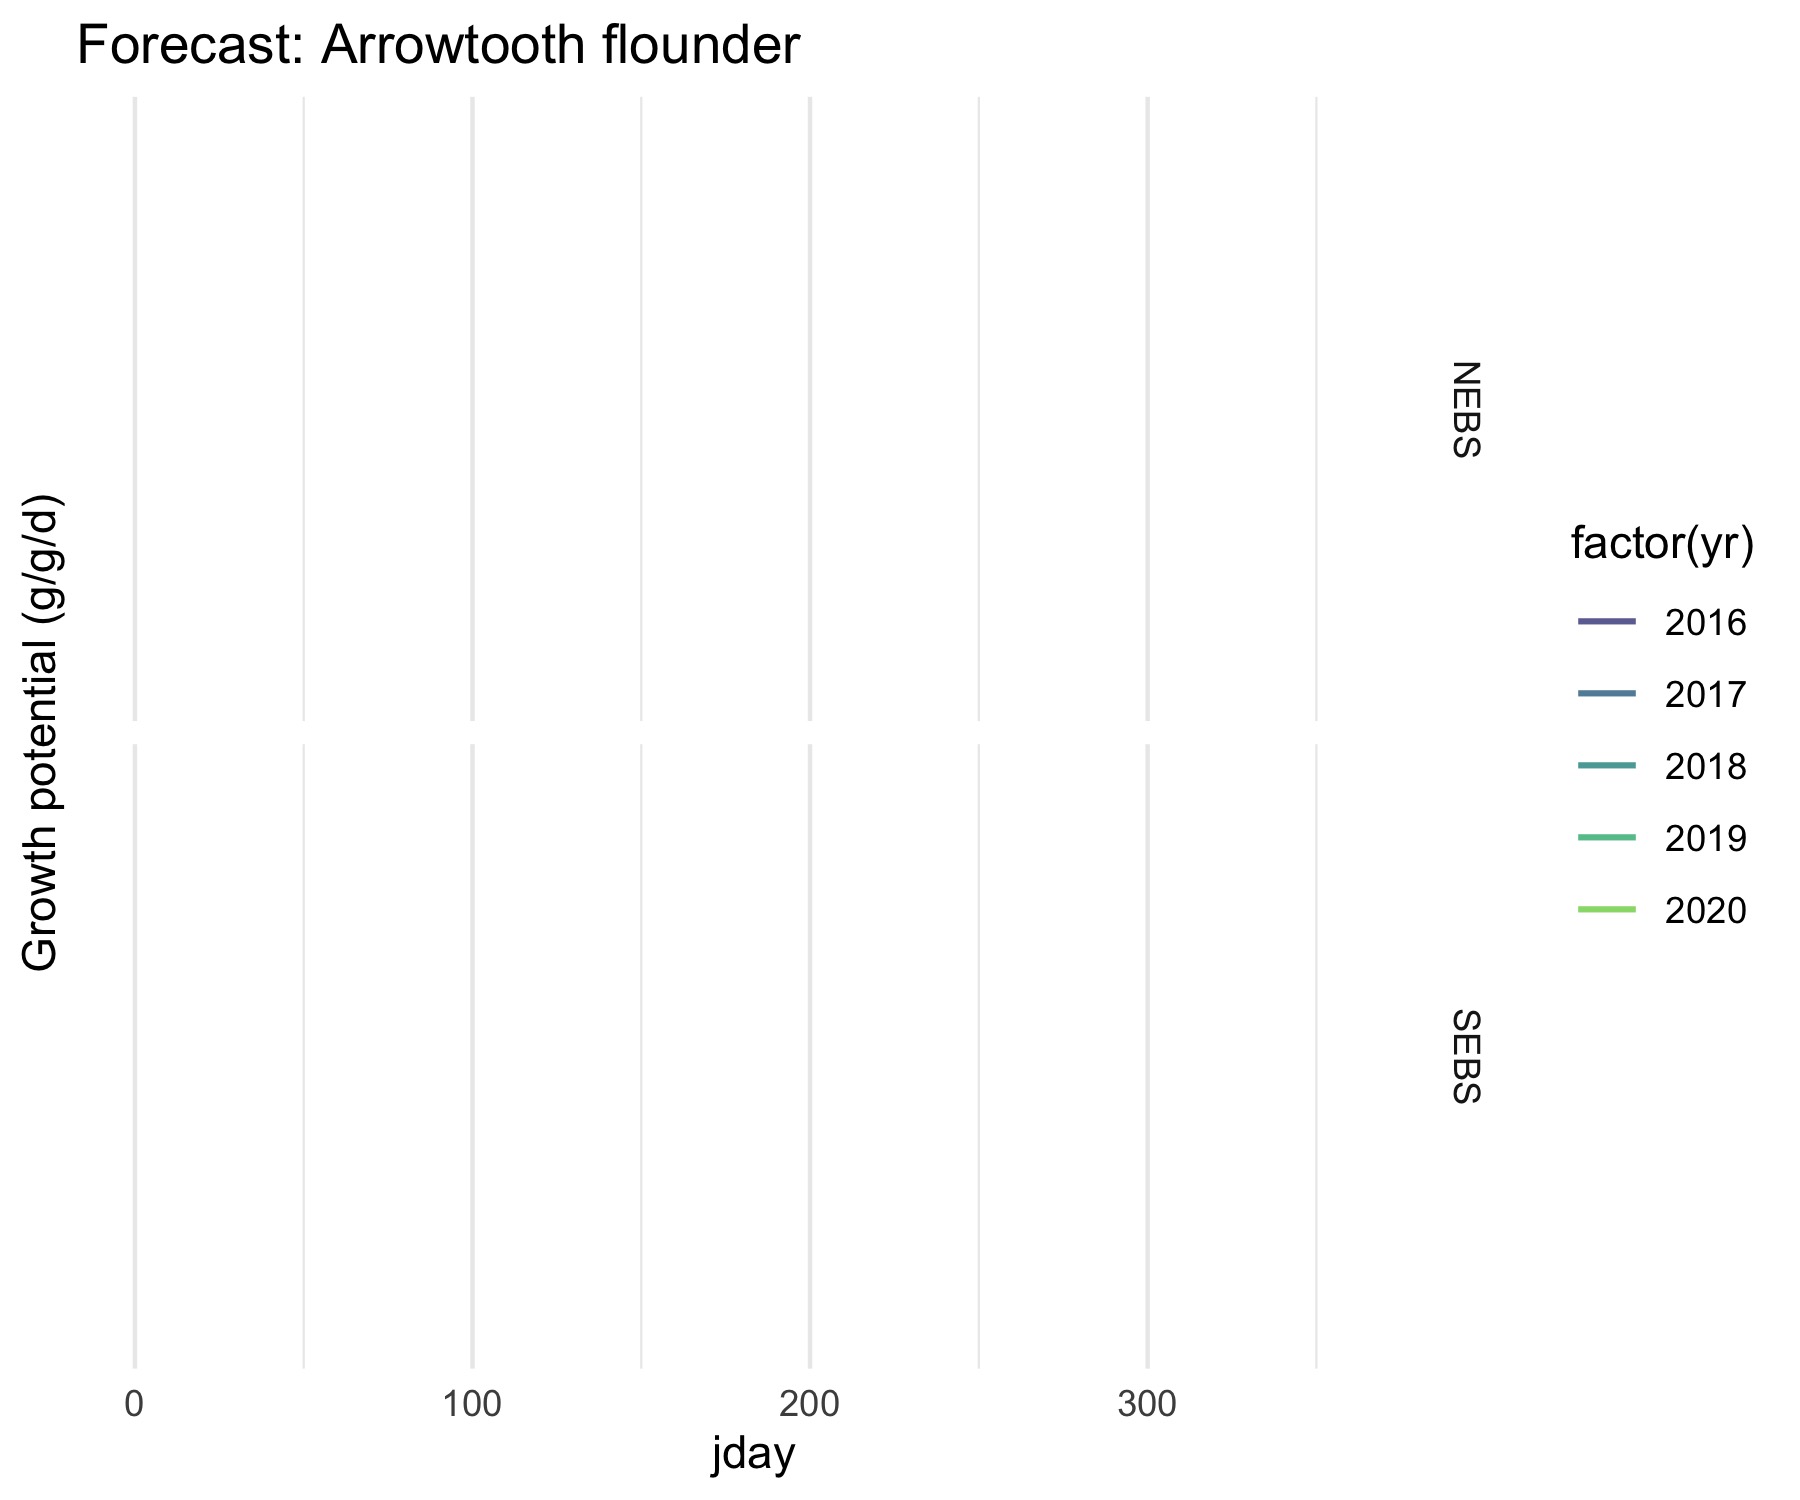 Forecast: Arrowtooth flounder
Growth potential (g/g/d)
NEBS
SEBS
0
100
200
300
jday
factor(yr)
2016
2017
2018
2019
2020